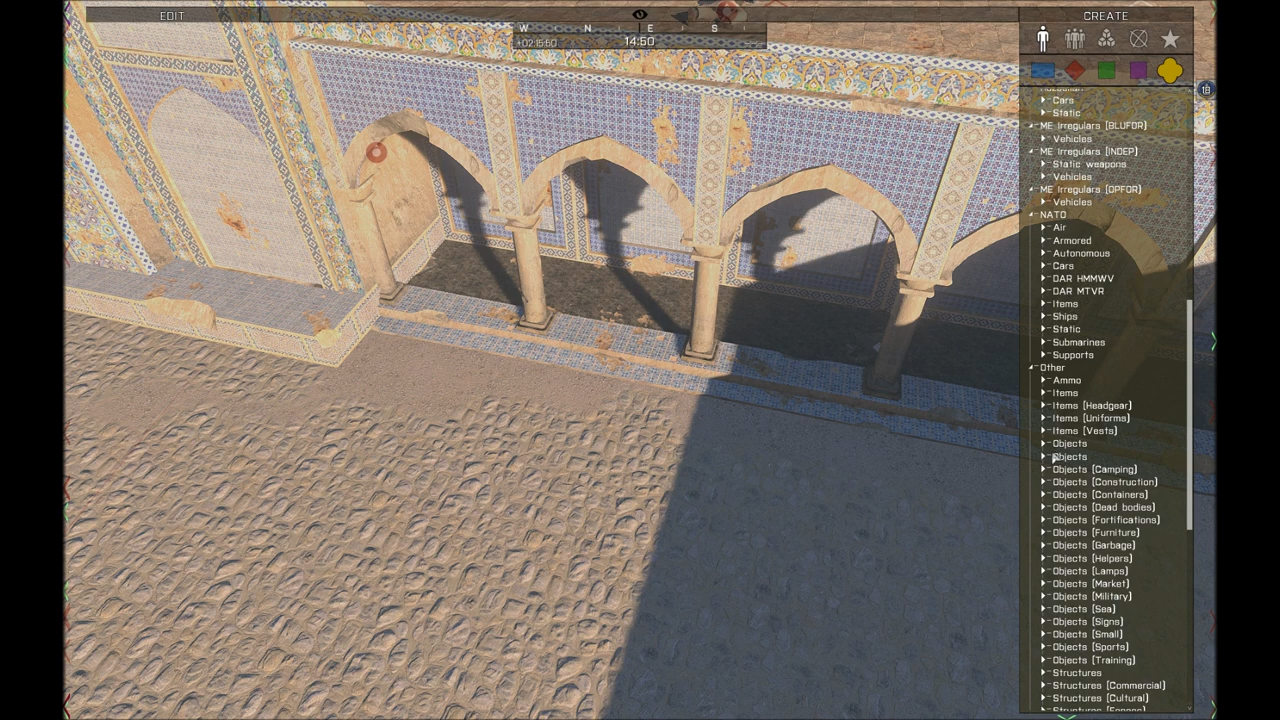 EDIT
W N E S
+02:15:50 14:50
CREATE
Cars
Static
ME Irregulars [BLUFOR]
Vehicles
ME Irregulars [INDEP]
Static weapons
Vehicles
ME Irregulars [OPFOR]
Vehicles
NATO
Air
Armored
Autonomous
Cars
DAR HMMWV
DAR MTVR
Items
Ships
Static
Submarines
Supports
Other
Ammo
Items
Items (Headgear)
Items (Uniforms)
Items (Vests)
Objects
Objects
Objects (Camping)
Objects (Construction)
Objects (Containers)
Objects (Dead bodies)
Objects (Fortifications)
Objects (Furniture)
Objects (Garbage)
Objects (Helpers)
Objects (Lamps)
Objects (Market)
Objects (Military)
Objects (Sea)
Objects (Signs)
Objects (Small)
Objects (Sports)
Objects (Training)
Structures
Structures (Commercial)
Structures (Cultural)